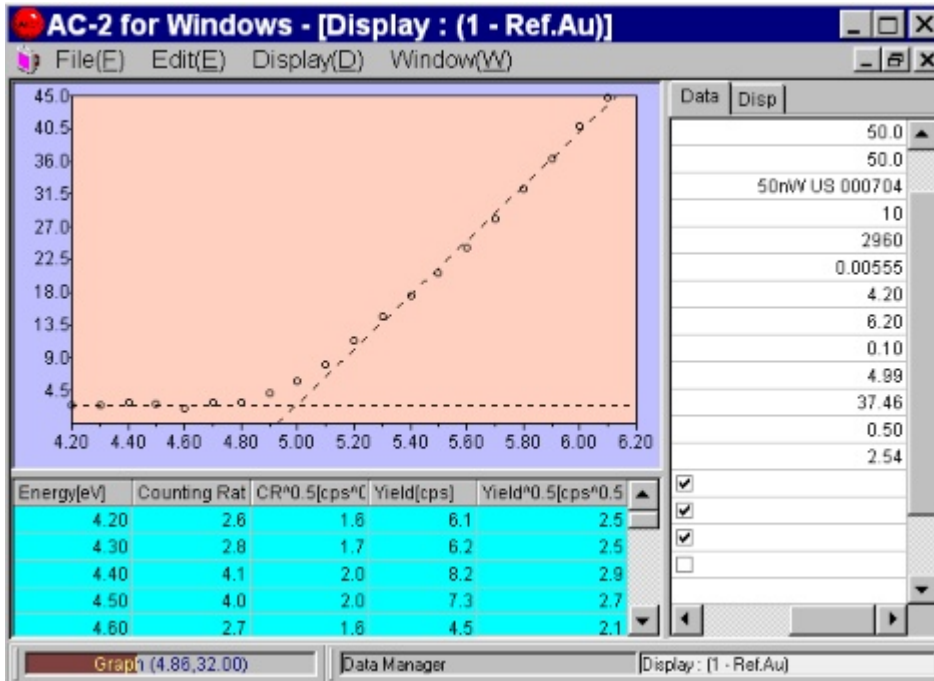 AC-2 for Windows - [Display : (1 - Ref.Au)]
File(F) Edit(E) Display(D) Window(W)
45.0
40.5
36.0
31.5
27.0
22.5
18.0
13.5
9.0
4.5
4.20 4.40 4.60 4.80 5.00 5.20 5.40 5.60 5.80 6.00 6.20
Data Disp
50.0
50.0
50nW US 000704
10
2960
0.00555
4.20
6.20
0.10
4.99
37.46
0.50
2.54
Energy[eV] Counting Rat CR^0.5[cps^0 Yield[cps] Yield^0.5[cps^0.5
4.20 2.6 1.6 6.1 2.5
4.30 2.8 1.7 6.2 2.5
4.40 4.1 2.0 8.2 2.9
4.50 4.0 2.0 7.3 2.7
4.60 2.7 1.6 4.5 2.1
Graph (4.86,32.00) Data Manager Display : (1 - Ref.Au)